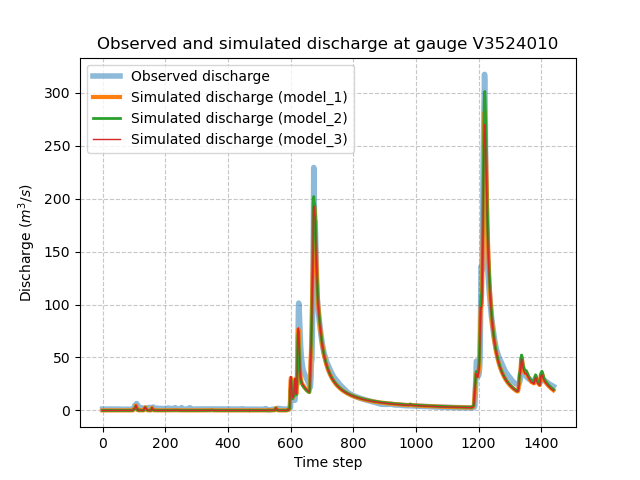 Observed and simulated discharge at gauge V3524010
Observed discharge
Simulated discharge (model_1)
Simulated discharge (model_2)
Simulated discharge (model_3)
Discharge (m³/s)
300
250
200
150
100
50
0
0 200 400 600 800 1000 1200 1400
Time step